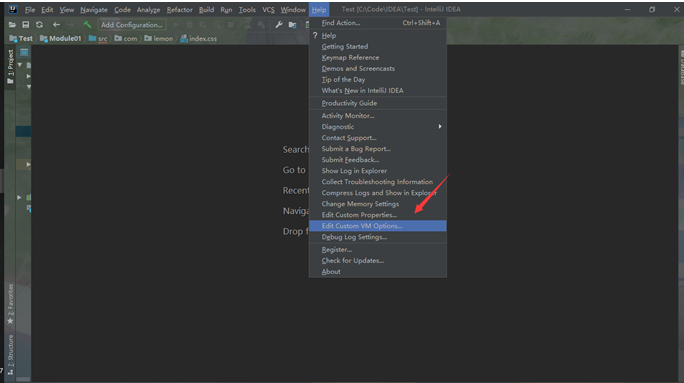 File Edit View Navigate Code Analyze Refactor Build Run Tools VCS Window Help Test [C:\Code\IDEA\Test] - IntelliJ IDEA
Add Configuration...
Test Module01 src com lemon index.css
1: Project
Find Action... Ctrl+Shift+A
? Help
Getting Started
Keymap Reference
Demos and Screencasts
Tip of the Day
What's New in IntelliJ IDEA
Productivity Guide
Activity Monitor...
Diagnostic
Contact Support...
Submit a Bug Report...
Submit Feedback...
Show Log in Explorer
Collect Troubleshooting Information
Compress Logs and Show in Explorer
Change Memory Settings
Edit Custom Properties...
Edit Custom VM Options...
Debug Log Settings...
Register...
Check for Updates...
About
Search
Go to
Recen
Naviga
Drop f
2: Favorites
Z: Structure